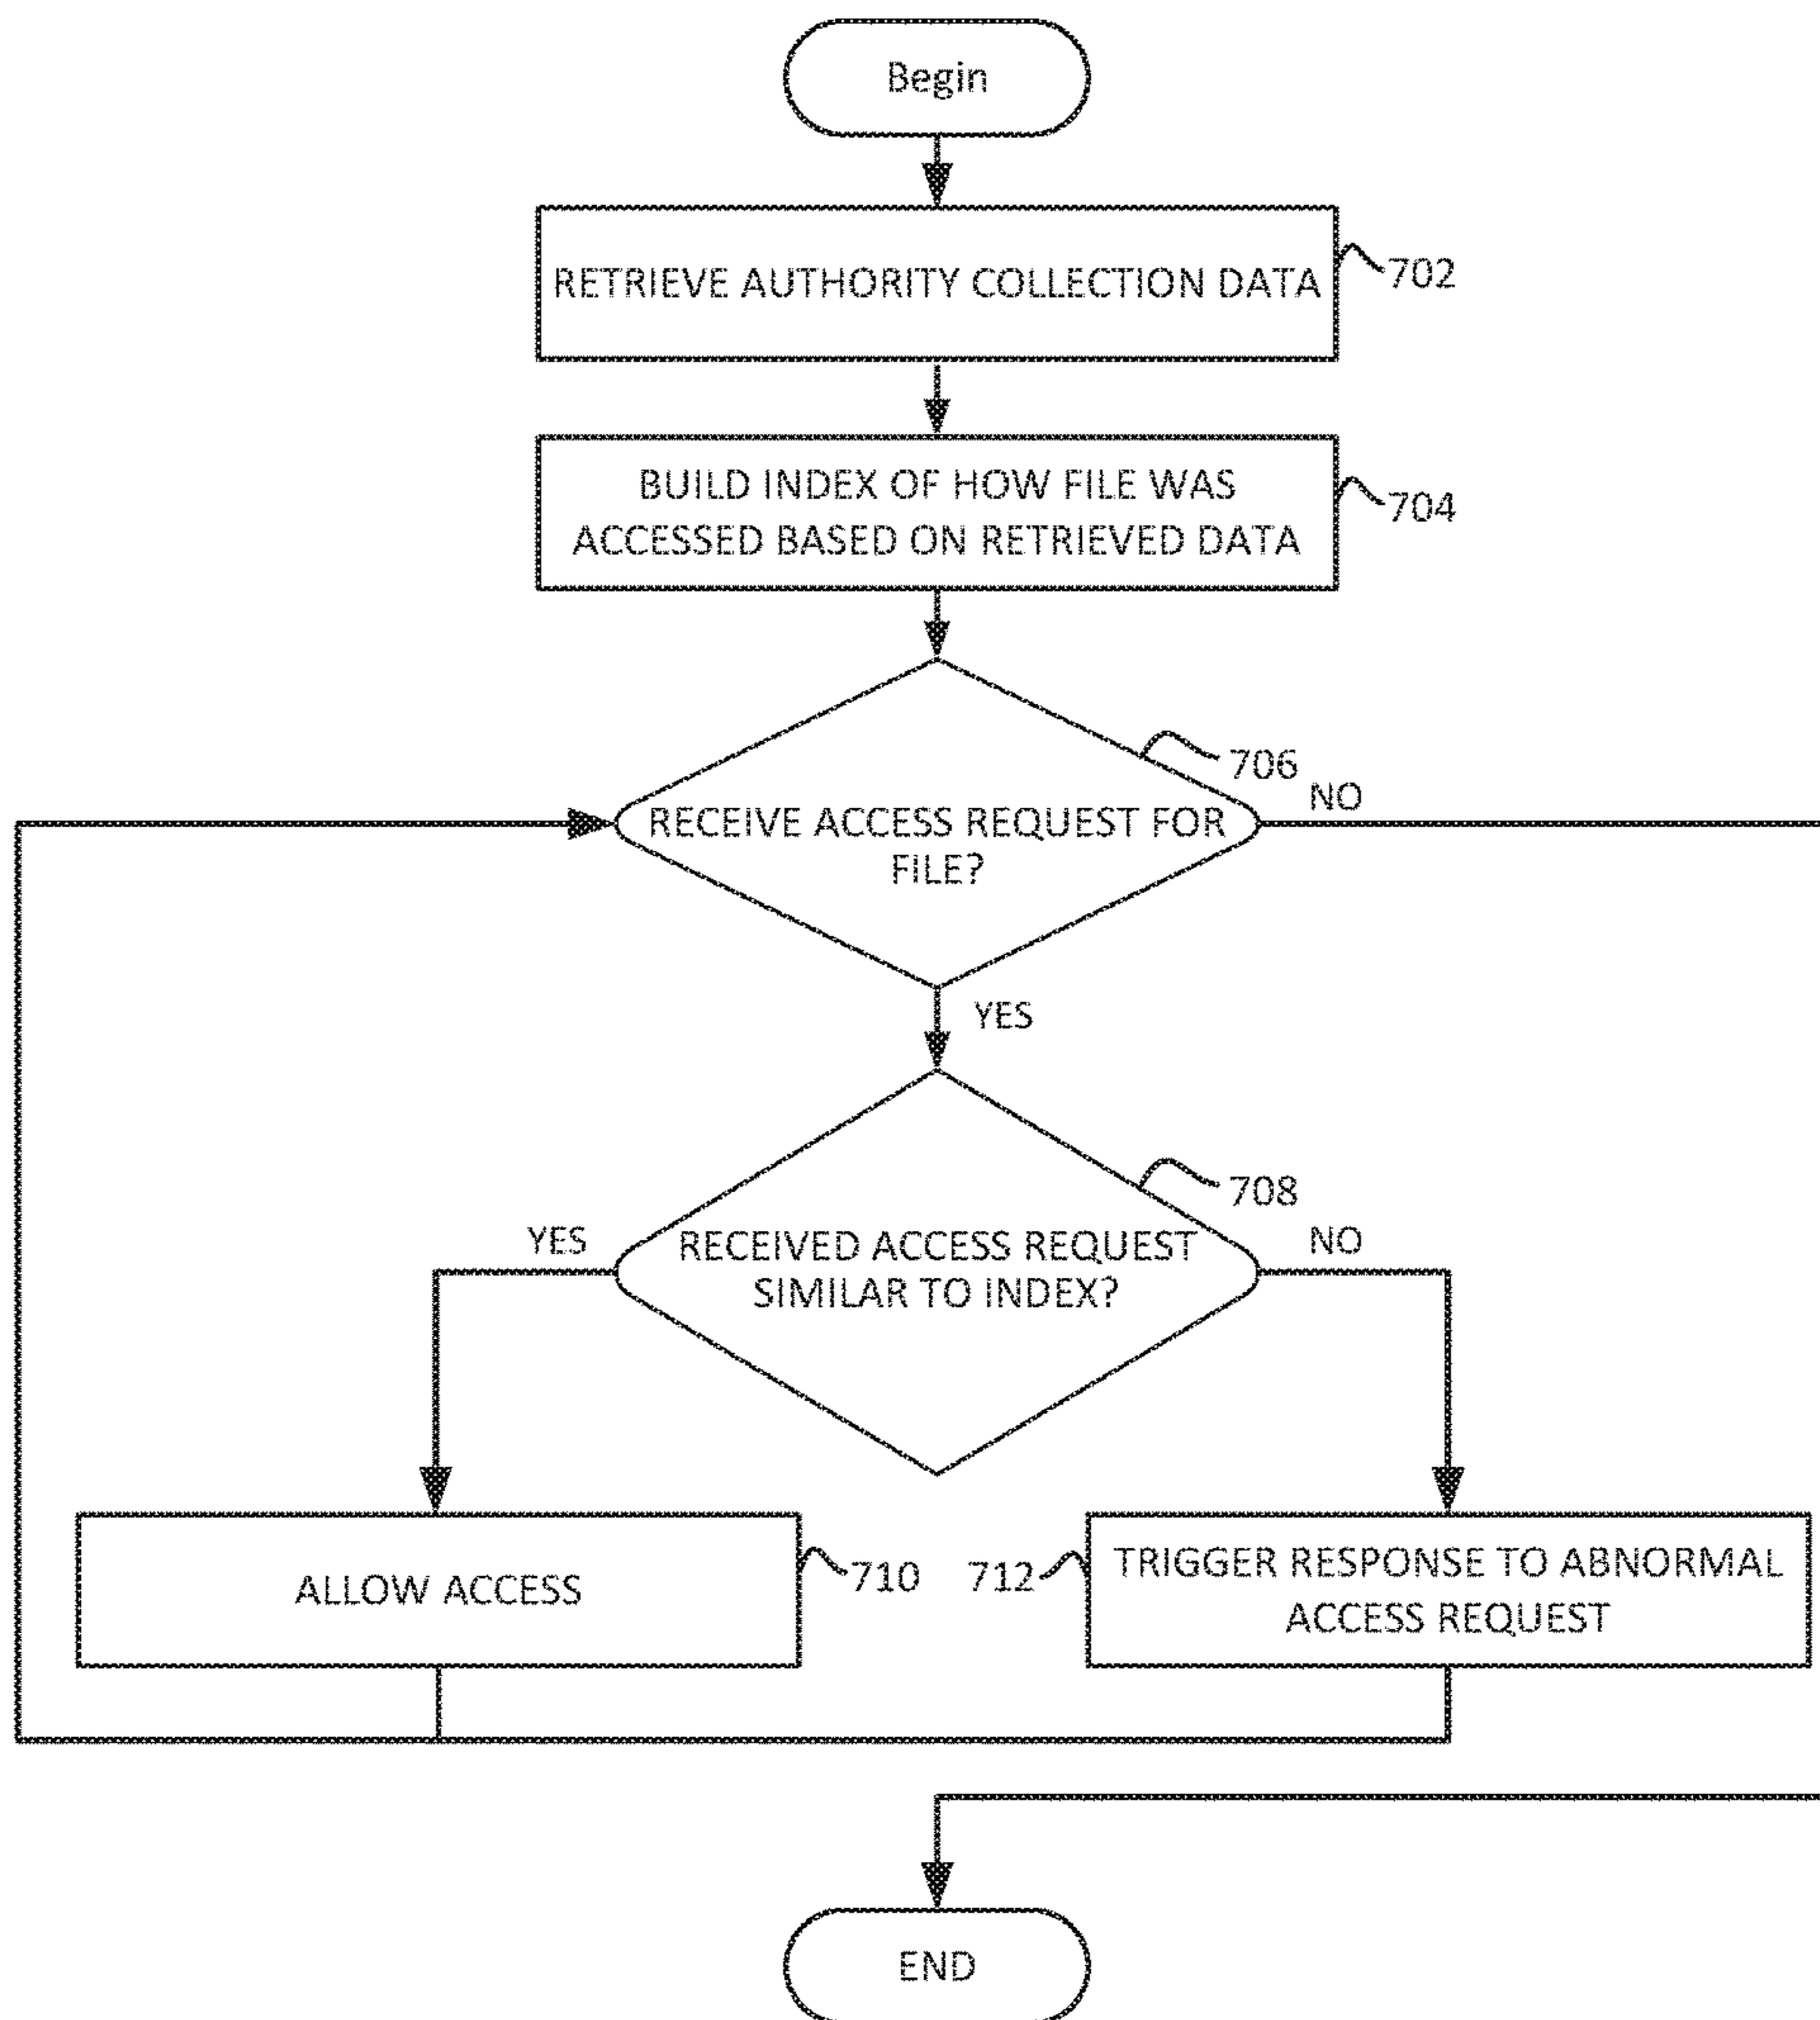 Begin
RETRIEVE AUTHORITY COLLECTION DATA
702
BUILD INDEX OF HOW FILE WAS
ACCESSED BASED ON RETRIEVED DATA
704
706
NO
RECEIVE ACCESS REQUEST FOR
FILE?
YES
708
YES
NO
RECEIVED ACCESS REQUEST
SIMILAR TO INDEX?
ALLOW ACCESS
710
712
TRIGGER RESPONSE TO ABNORMAL
ACCESS REQUEST
END